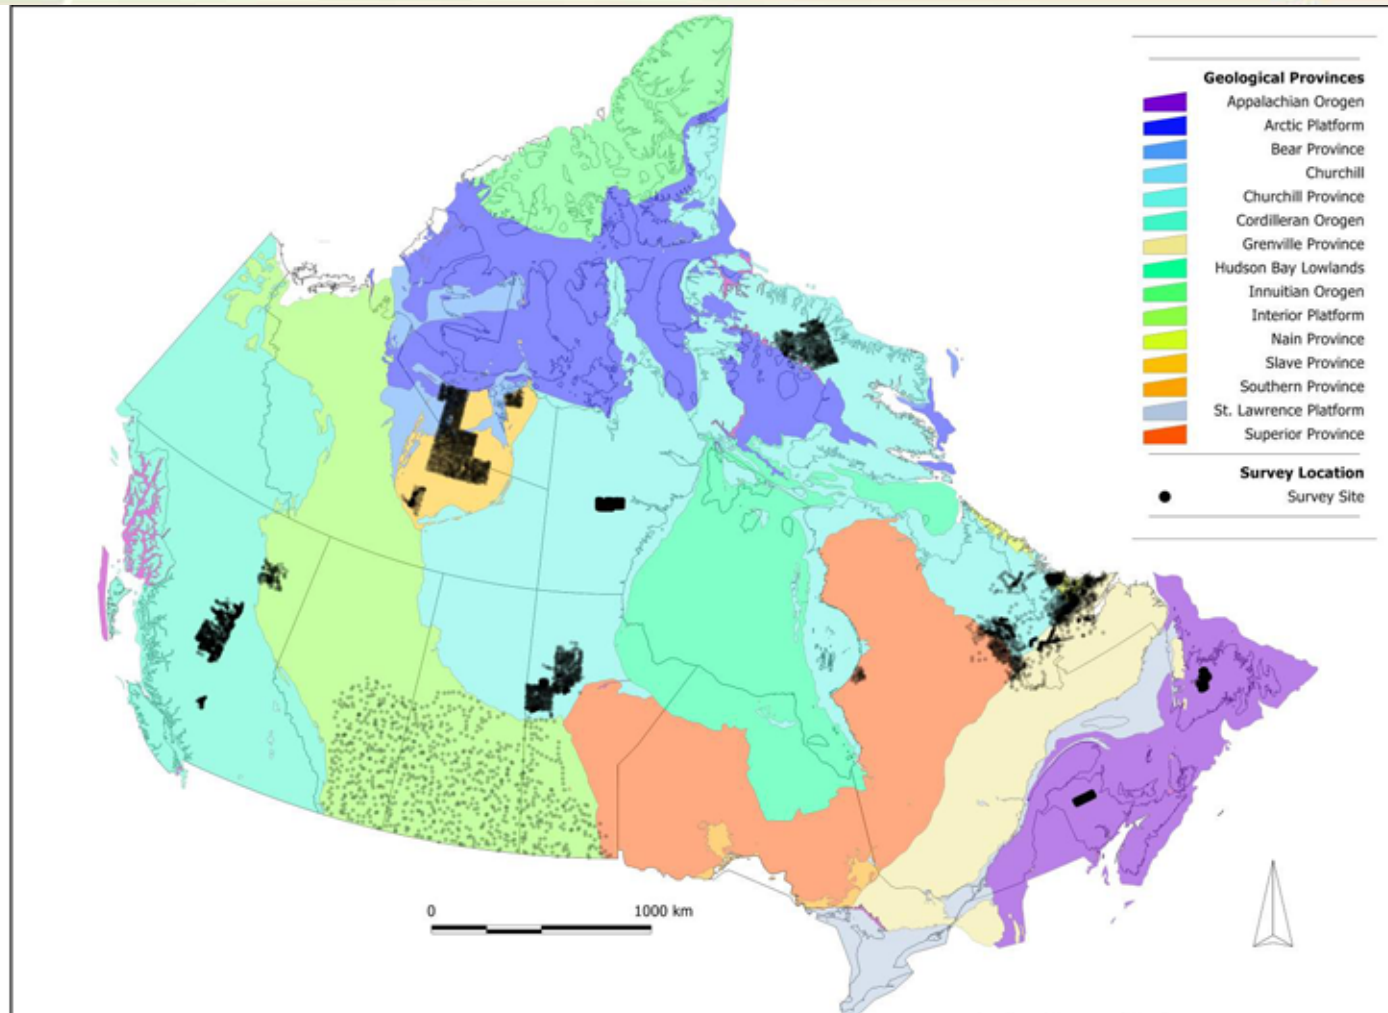 Geological Provinces
Appalachian Orogen
Arctic Platform
Bear Province
Churchill
Churchill Province
Cordilleran Orogen
Grenville Province
Hudson Bay Lowlands
Innuitian Orogen
Interior Platform
Nain Province
Slave Province
Southern Province
St. Lawrence Platform
Superior Province
Survey Location
Survey Site
0 1000 km